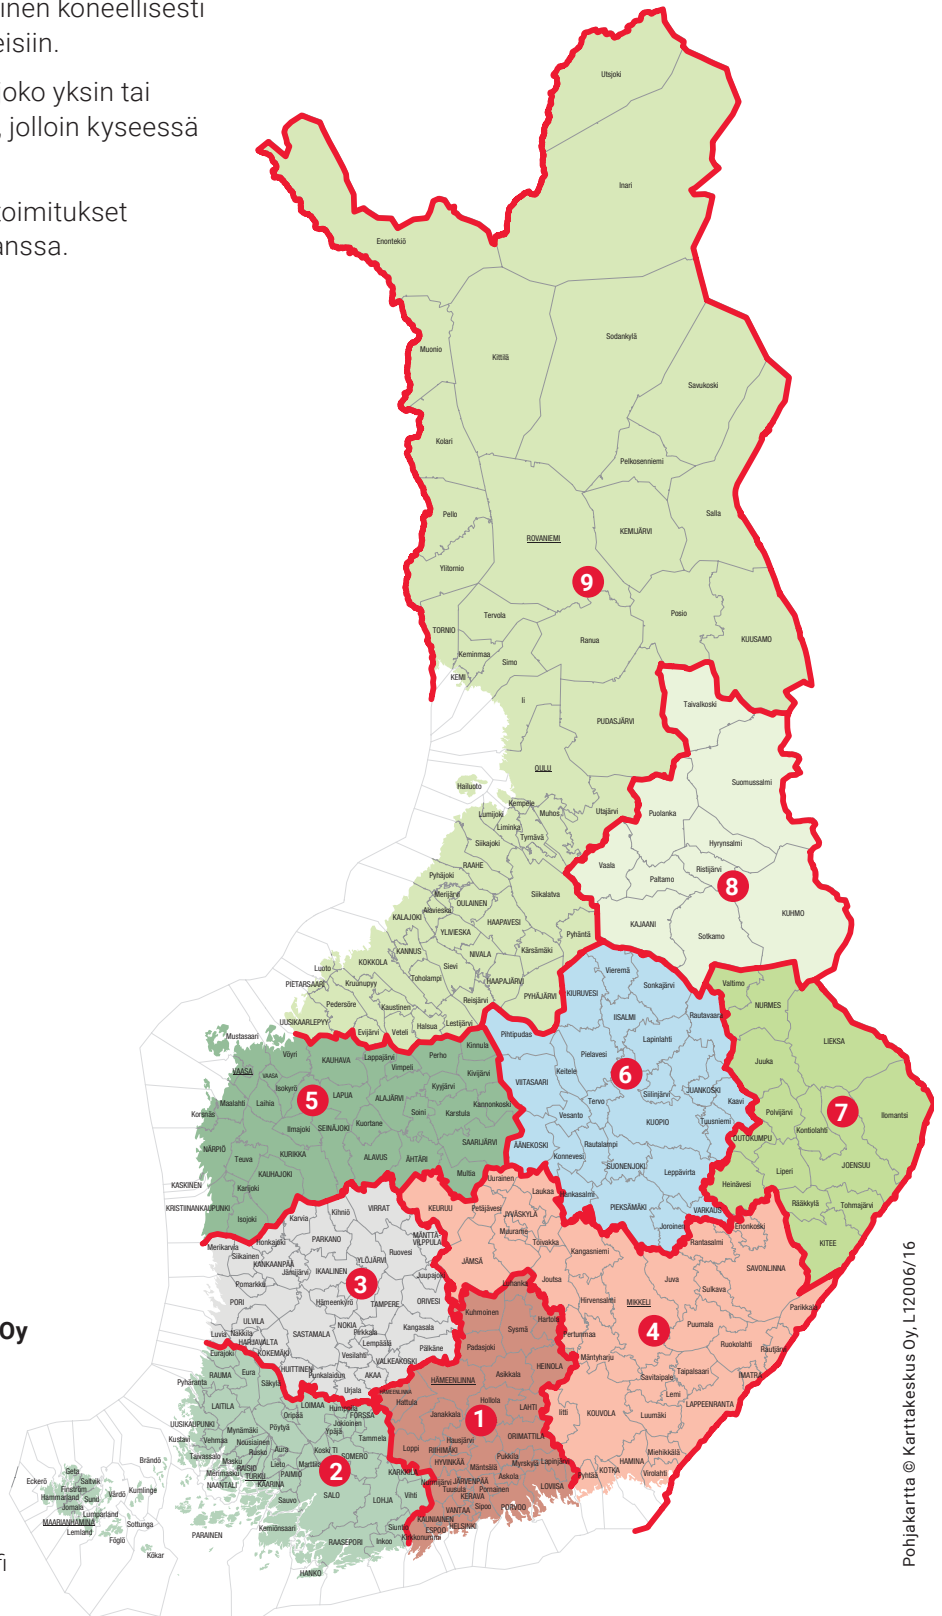 inen koneellisesti
eisiin.
joko yksin tai
, jolloin kyseessä
toimitukset
anssa.
Utsjoki
Inari
Enontekiö
Muonio
Kittilä
Sodankylä
Savukoski
Kolari
Pelkosenniemi
Pello
ROVANIEMI
KEMIJÄRVI
Salla
Ylitornio
9
Tervola
Posio
TORNIO
Ranua
KUUSAMO
Keminmaa
Simo
KEMI
Ii
PUDASJÄRVI
Taivalkoski
OULU
Hailuoto
Suomussalmi
Kempele
Lumijoki
Muhos
Utajärvi
Puolanka
Liminka
Tyrnävä
Siikajoki
Hyrynsalmi
RAAHE
Vaala
Ristijärvi
Pyhäjoki
Paltamo
8
Merijärvi
Siikalatva
OULAINEN
Alavieska
KALAJOKI
HAAPAVESI
KAJAANI
KUHMO
YLIVIESKA
Pyhäntä
Sotkamo
KANNUS
NIVALA
Kärsämäki
KOKKOLA
Sievi
Luoto
Toholampi
HAAPAJÄRVI
PIETARSAARI
Kruunupyy
PYHÄJÄRVI
Pedersöre
Kaustinen
Reisjärvi
UUSIKAARLEPYY
Evijärvi
Veteli
Halsua
Lestijärvi
Vieremä
Sonkajärvi
KIURUVESI
IISALMI
Rautavaara
Valtimo
NURMES
LIEKSA
Pihtipudas
Lapinlahti
Mustasaari
Vöyri
KAUHAVA
Lappajärvi
Perho
Kinnula
Pielavesi
Juuka
VAASA
VAASA
Vimpeli
Kivijärvi
Keitele
6
VIITASAARI
Isokyrö
LAPUA
Kyyjärvi
Siilinjärvi
JUANKOSKI
5
ALAJÄRVI
Kannonkoski
Tervo
Kaavi
7
Maalahti
Laihia
Soini
Karstula
Vesanto
Polvijärvi
Ilomantsi
Korsnäs
Kuortane
KUOPIO
Tuusniemi
Ilmajoki
SEINÄJOKI
Kontiolahti
NÄRPIÖ
KURIKKA
SAARIJÄRVI
ÄÄNEKOSKI
Rautalampi
OUTOKUMPU
Teuva
ALAVUS
ÄHTÄRI
Konnevesi
SUONENJOKI
Leppävirta
JOENSUU
KAUHAJOKI
Multia
Liperi
KASKINEN
Karijoki
Uurainen
Heinävesi
KRISTIINANKAUPUNKI
Laukaa
Hankasalmi
PIEKSÄMÄKI
VARKAUS
Rääkkylä
Tohmajärvi
Isojoki
Karvia
Kihniö
VIRRAT
KEURUU
Petäjävesi
JYVÄSKYLÄ
Joroinen
Enonkoski
Merikarvia
Honkajoki
PARKANO
MÄNTTÄ-
VILPPULA
Muurame
Toivakka
Rantasalmi
KITEE
Siikainen
KANKAANPÄÄ
YLÖJÄRVI
Ruovesi
JÄMSÄ
Kangasniemi
SAVONLINNA
Jämijärvi
IKAALINEN
Juupajoki
Luhanka
Joutsa
Juva
Pomarkku
3
Sulkava
PORI
Hämeenkyrö
TAMPERE
ORIVESI
Hirvensalmi
MIKKELI
Parikkala
ULVILA
NOKIA
Kuhmoinen
Hartola
Puumala
Luvia
Nakkila
SASTAMALA
Pirkkala
Kangasala
Sysmä
Pertunmaa
4
Ruokolahti
Rautjärvi
HARJAVALTA
Lempäälä
Pälkäne
Padasjoki
Eurajoki
KOKEMÄKI
Vesilahti
VALKEAKOSKI
Mäntyharju
RAUMA
Eura
HUITTINEN
Punkalaidun
AKAA
HEINOLA
Taipalsaari
IMATRA
Pyhäranta
Säkylä
Asikkala
Savitaipale
Urjala
HÄMEENLINNA
HÄMEENLINNA
Lemi
LAITILA
LOIMAA
Humppila
Hattula
Hollola
LAPPEENRANTA
Oripää
FORSSA
Janakkala
1
LAHTI
Iitti
KOUVOLA
Luumäki
UUSIKAUPUNKI
Mynämäki
Pöytyä
Jokioinen
Ypäjä
Kustavi
Vehmaa
Nousiainen
Tammela
Hausjärvi
ORIMATTILA
Rusko
Aura
Koski Tl
Loppi
RIIHIMÄKI
Taivassalo
Masku
Lieto
Marttila
SOMERO
HYVINKÄÄ
Pukkila
Lapinjärvi
Miehikkälä
RAISIO
2
Mäntsälä
Myrskylä
HAMINA
Merimasku
TURKU
PAIMIO
KARKKILA
Askola
KOTKA
Virolahti
NAANTALI
KAARINA
Nurmijärvi
JÄRVENPÄÄ
LOVIISA
Pyhtää
Sauvo
SALO
LOHJA
Vihti
Tuusula
Pornainen
KERAVA
Sipoo
PORVOO
VANTAA
KAUNIAINEN
Kemiönsaari
Siuntio
ESPOO
HELSINKI
PARAINEN
Kirkkonummi
RAASEPORI
Inkoo
HANKO
Brändö
Eckerö
Geta
Saltvik
Finström
Vårdö
Kumlinge
Hammarland
Sund
Jomala
Lumparland
MAARIANHAMINA
Lemland
Sottunga
Föglö
Kökar
Oy
fi
Pohjakartta © Karttakeskus Oy, L12006/16